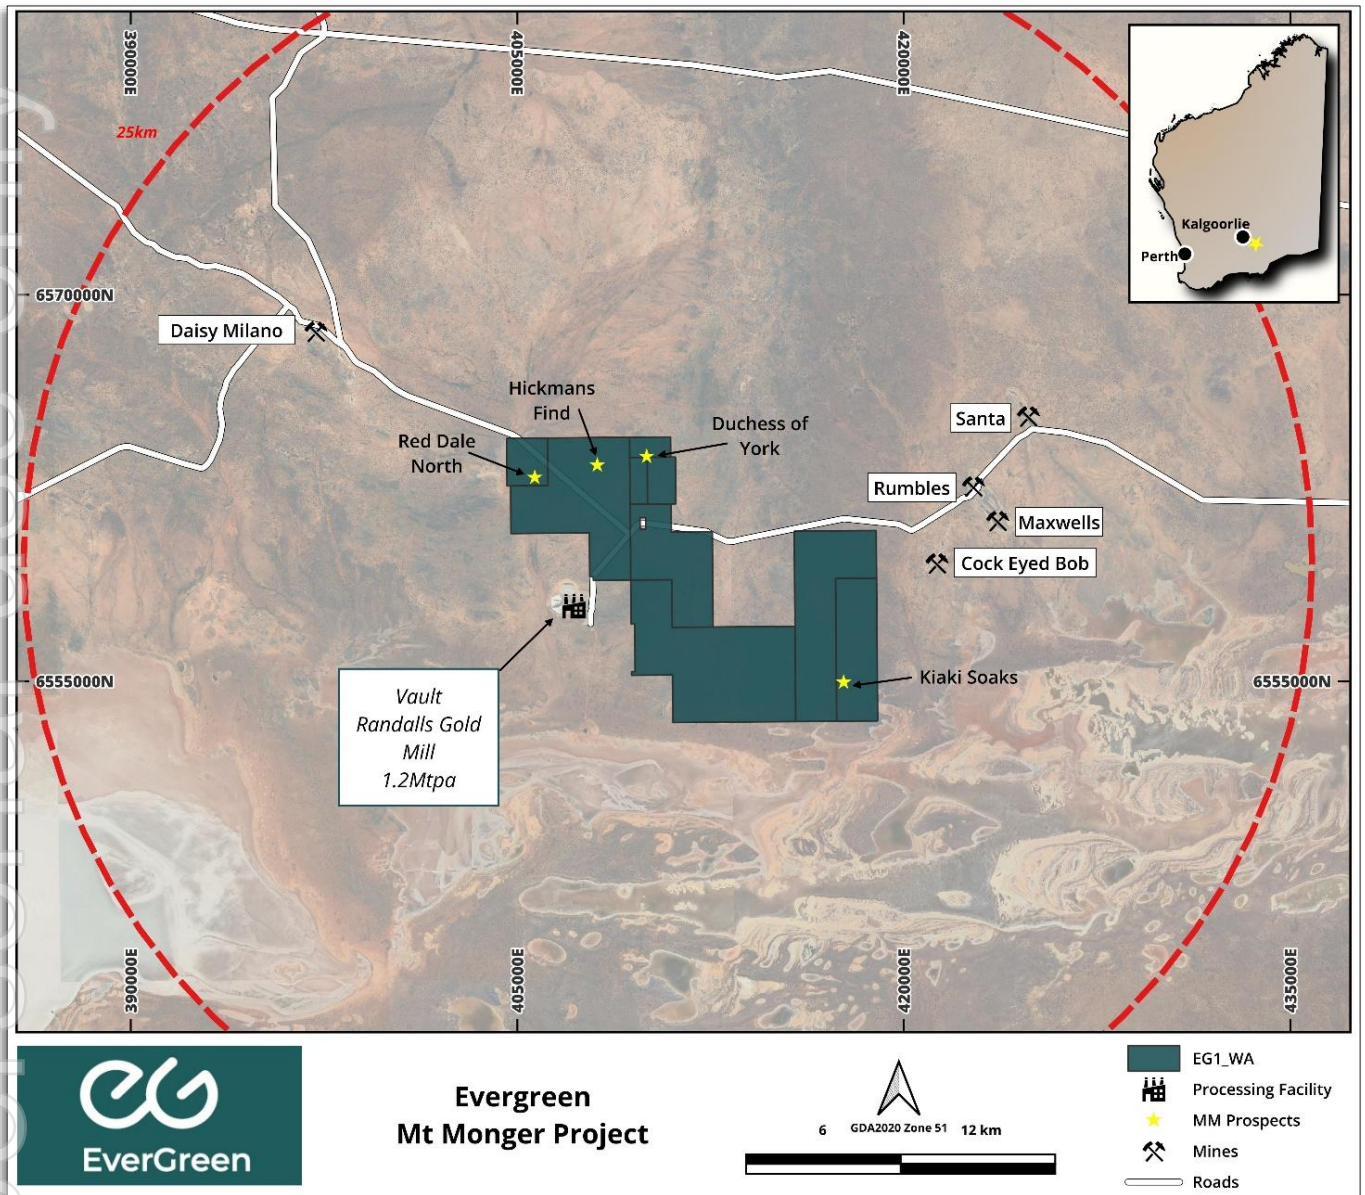 390000E
405000E
420000E
25km
Kalgoorlie
Perth
6570000N
Daisy Milano
Hickmans
Find
Duchess of
York
Red Dale
North
Santa
Rumbles
Maxwells
Cock Eyed Bob
Kiaki Soaks
6555000N
6555000N
Vault
Randalls Gold
Mill
1.2Mtpa
390000E
405000E
420000E
435000E
EverGreen
Evergreen
Mt Monger Project
6
GDA2020 Zone 51
12 km
EG1_WA
Processing Facility
MM Prospects
Mines
Roads